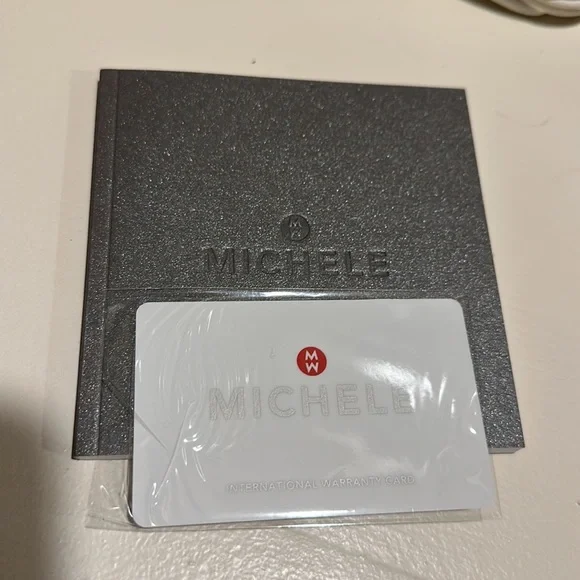 MW
MICHELE
MW
MICHELE
INTERNATIONAL WARRANTY CARD